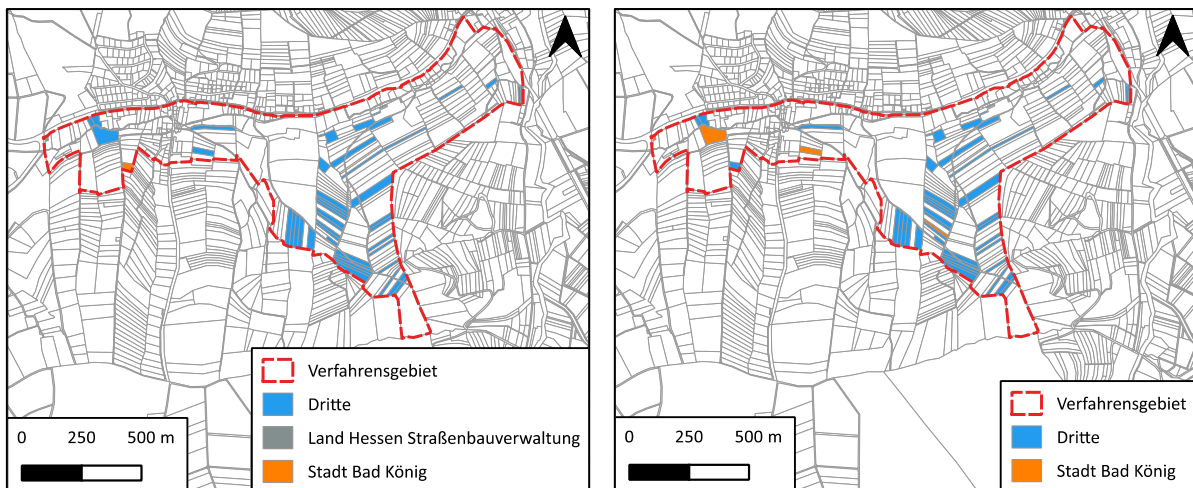 Verfahrensgebiet
Dritte
Land Hessen Straßenbauverwaltung
Stadt Bad König
0 250 500 m
Verfahrensgebiet
Dritte
Stadt Bad König
0 250 500 m